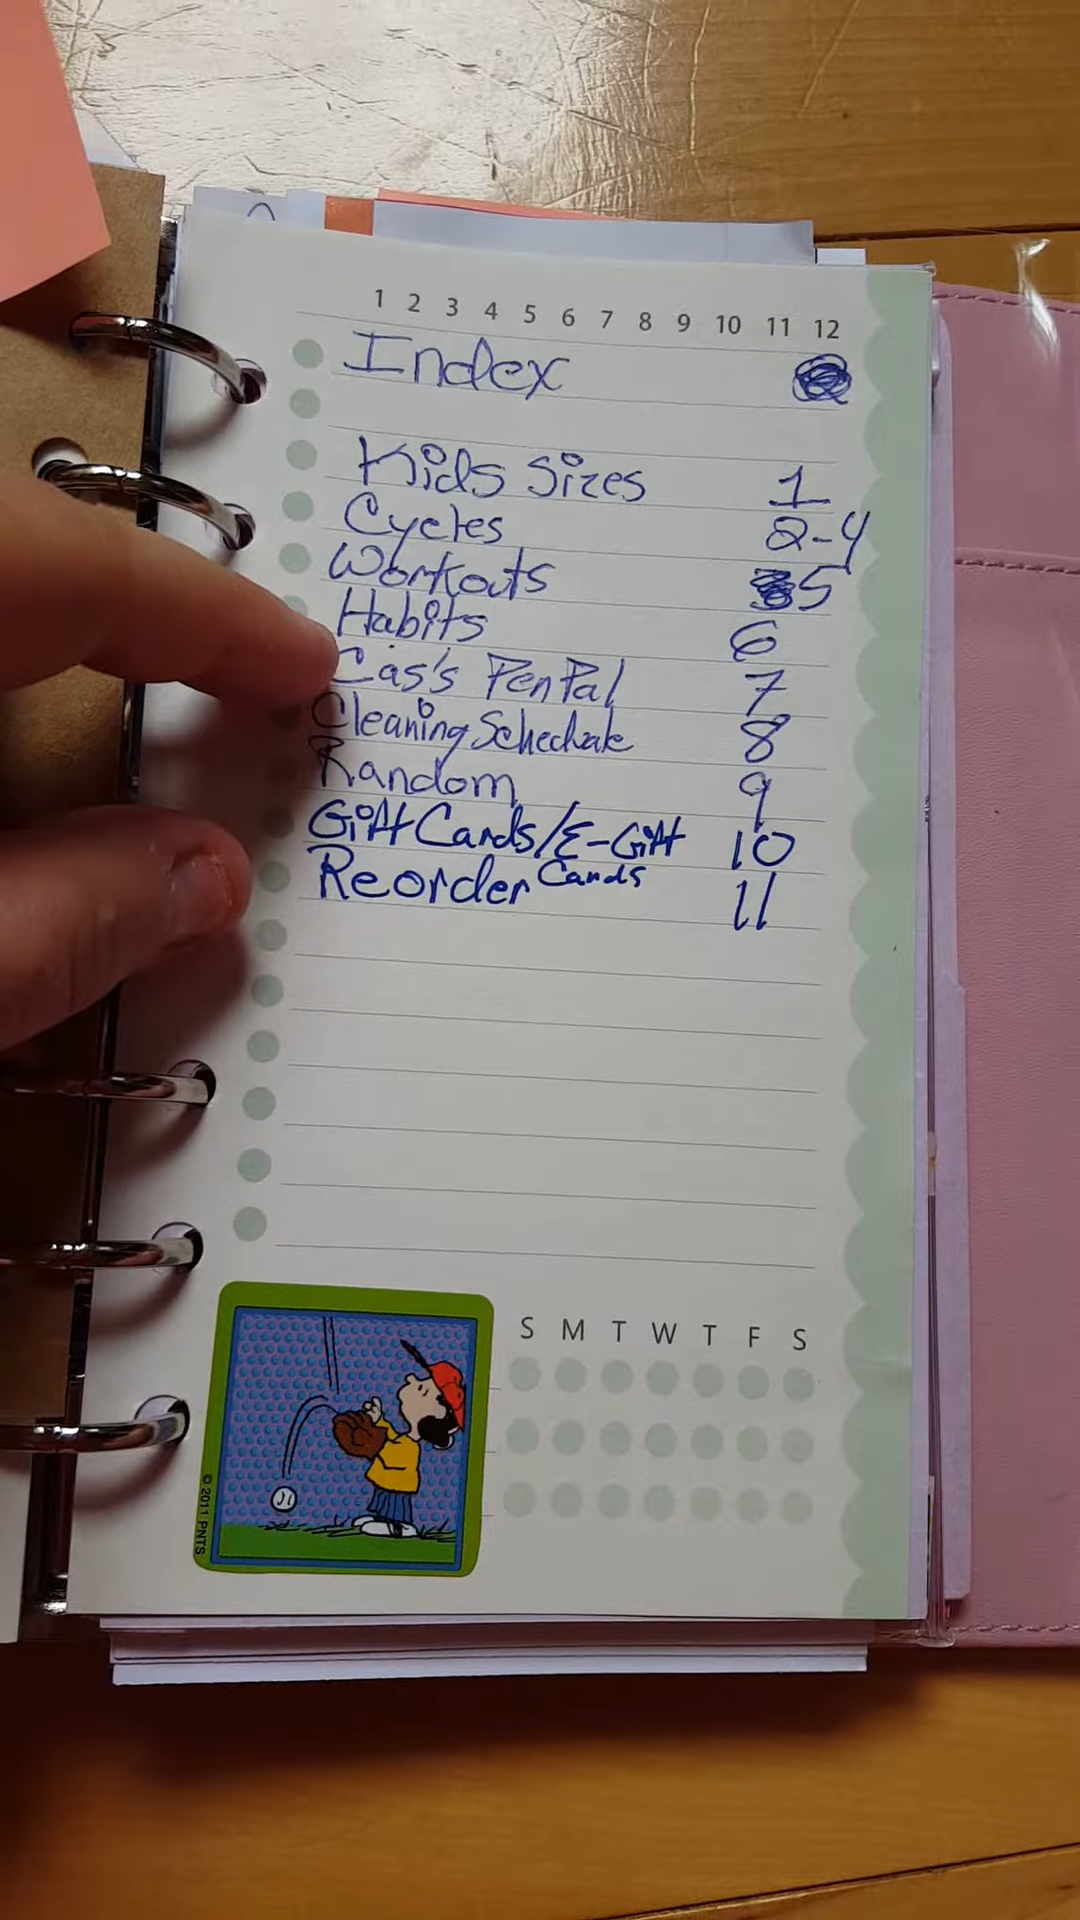 1 2 3 4 5 6 7 8 9 10 11 12
Index
Kids Sizes 1
Cycles 2-4
Workouts 5
Habits 6
Cas's PenPal 7
Cleaning Schedule 8
Random 9
Gift Cards/E-Gift Cards 10
Reorder 11
S M T W T F S
© 2011 PNTS